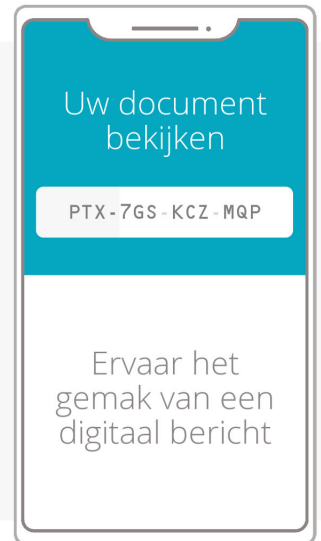 Uw document
bekijken
PTX-7GS-KCZ-MQP
Ervaar het
gemak van een
digitaal bericht